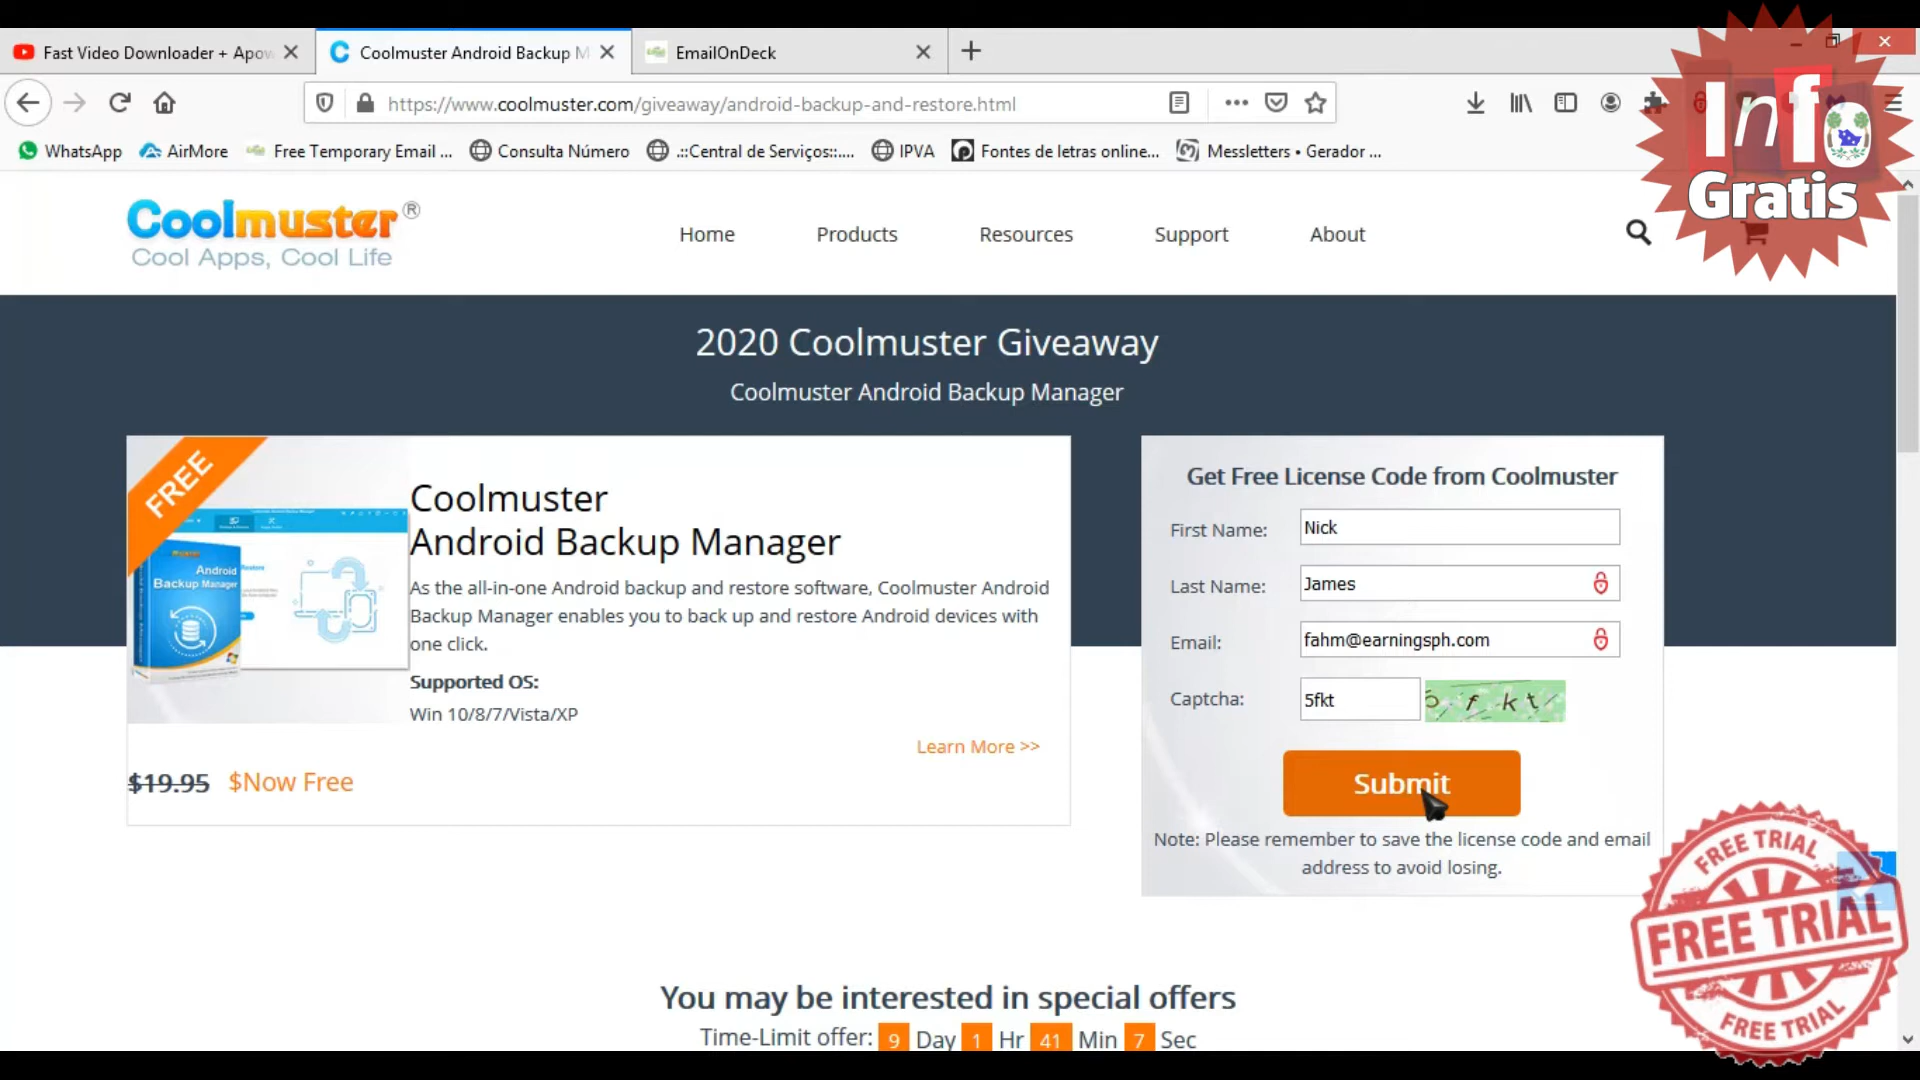 Fast Video Downloader + Apow
Coolmuster Android Backup M
EmailOnDeck
Info
Gratis
https://www.coolmuster.com/giveaway/android-backup-and-restore.html
WhatsApp
AirMore
Free Temporary Email ...
Consulta Número
.::Central de Serviços::....
IPVA
Fontes de letras online...
Messletters • Gerador ...
Coolmuster®
Cool Apps, Cool Life
Home
Products
Resources
Support
About
2020 Coolmuster Giveaway
Coolmuster Android Backup Manager
FREE
Android
Backup Manager
Coolmuster
Android Backup Manager
As the all-in-one Android backup and restore software, Coolmuster Android
Backup Manager enables you to back up and restore Android devices with
one click.
Supported OS:
Win 10/8/7/Vista/XP
Learn More >>
$19.95 $Now Free
Get Free License Code from Coolmuster
First Name: Nick
Last Name: James
Email: fahm@earningsph.com
Captcha: 5fkt f k t
Submit
Note: Please remember to save the license code and email
address to avoid losing.
FREE TRIAL
FREE TRIAL
FREE TRIAL
You may be interested in special offers
Time-Limit offer: 9 Day 1 Hr 41 Min 7 Sec